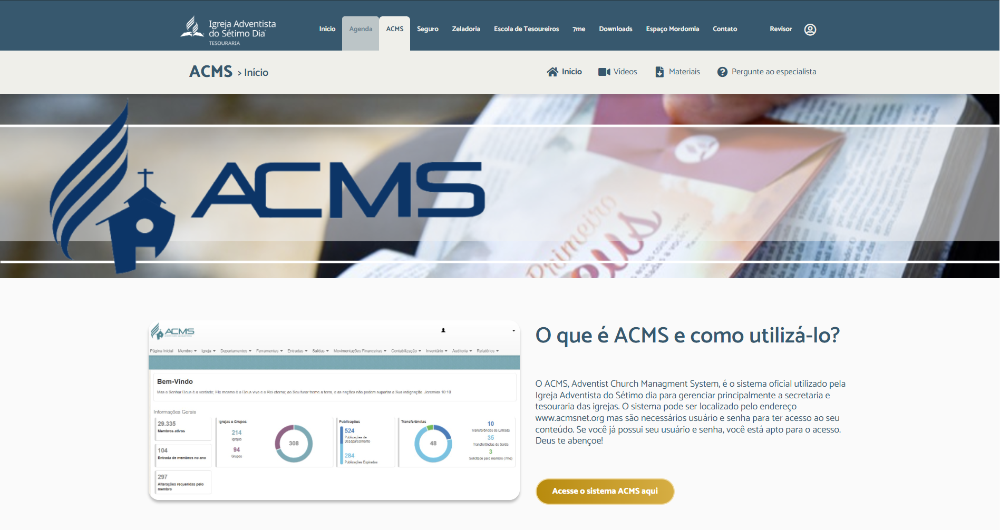 Igreja Adventista
do Sétimo Dia
TESOURARIA
Início Agenda ACMS Seguro Zeladoria Escola de Tesoureiros 7me Downloads Espaço Mordomia Contato Revisor
ACMS > Início
Início Vídeos Materiais Pergunte ao especialista
ACMS
Primeiro
ACMS
Página Inicial Membro Igreja Departamentos Ferramentas Entradas Saídas Movimentações Financeiras Contabilização Inventário Auditoria Relatórios
Bem-Vindo
Mas o Senhor Deus é a verdade; Ele mesmo é o Deus vivo e o Rei eterno; ao Seu furor treme a terra, e as nações não podem suportar a Sua indignação. Jeremias 10:10
Informações Gerais
29.335
Membros ativos
104
Entrada de membros no ano
297
Alterações requeridas pelo
membro
Igrejas e Grupos
214
Igrejas
94
Grupos
308
Publicações
524
Publicações de
Desaparecimento
284
Publicações Expiradas
Transferências
48
10
Transferências de Entrada
35
Transferências de Saída
3
Solicitado pelo membro (7me)
O que é ACMS e como utilizá-lo?
O ACMS, Adventist Church Managment System, é o sistema oficial utilizado pela
Igreja Adventista do Sétimo dia para gerenciar principalmente a secretaria e
tesouraria das igrejas. O sistema pode ser localizado pelo endereço
www.acmsnet.org mas são necessários usuário e senha para ter acesso ao seu
conteúdo. Se você já possui seu usuário e senha, você está apto para o acesso.
Deus te abençoe!
Acesse o sistema ACMS aqui